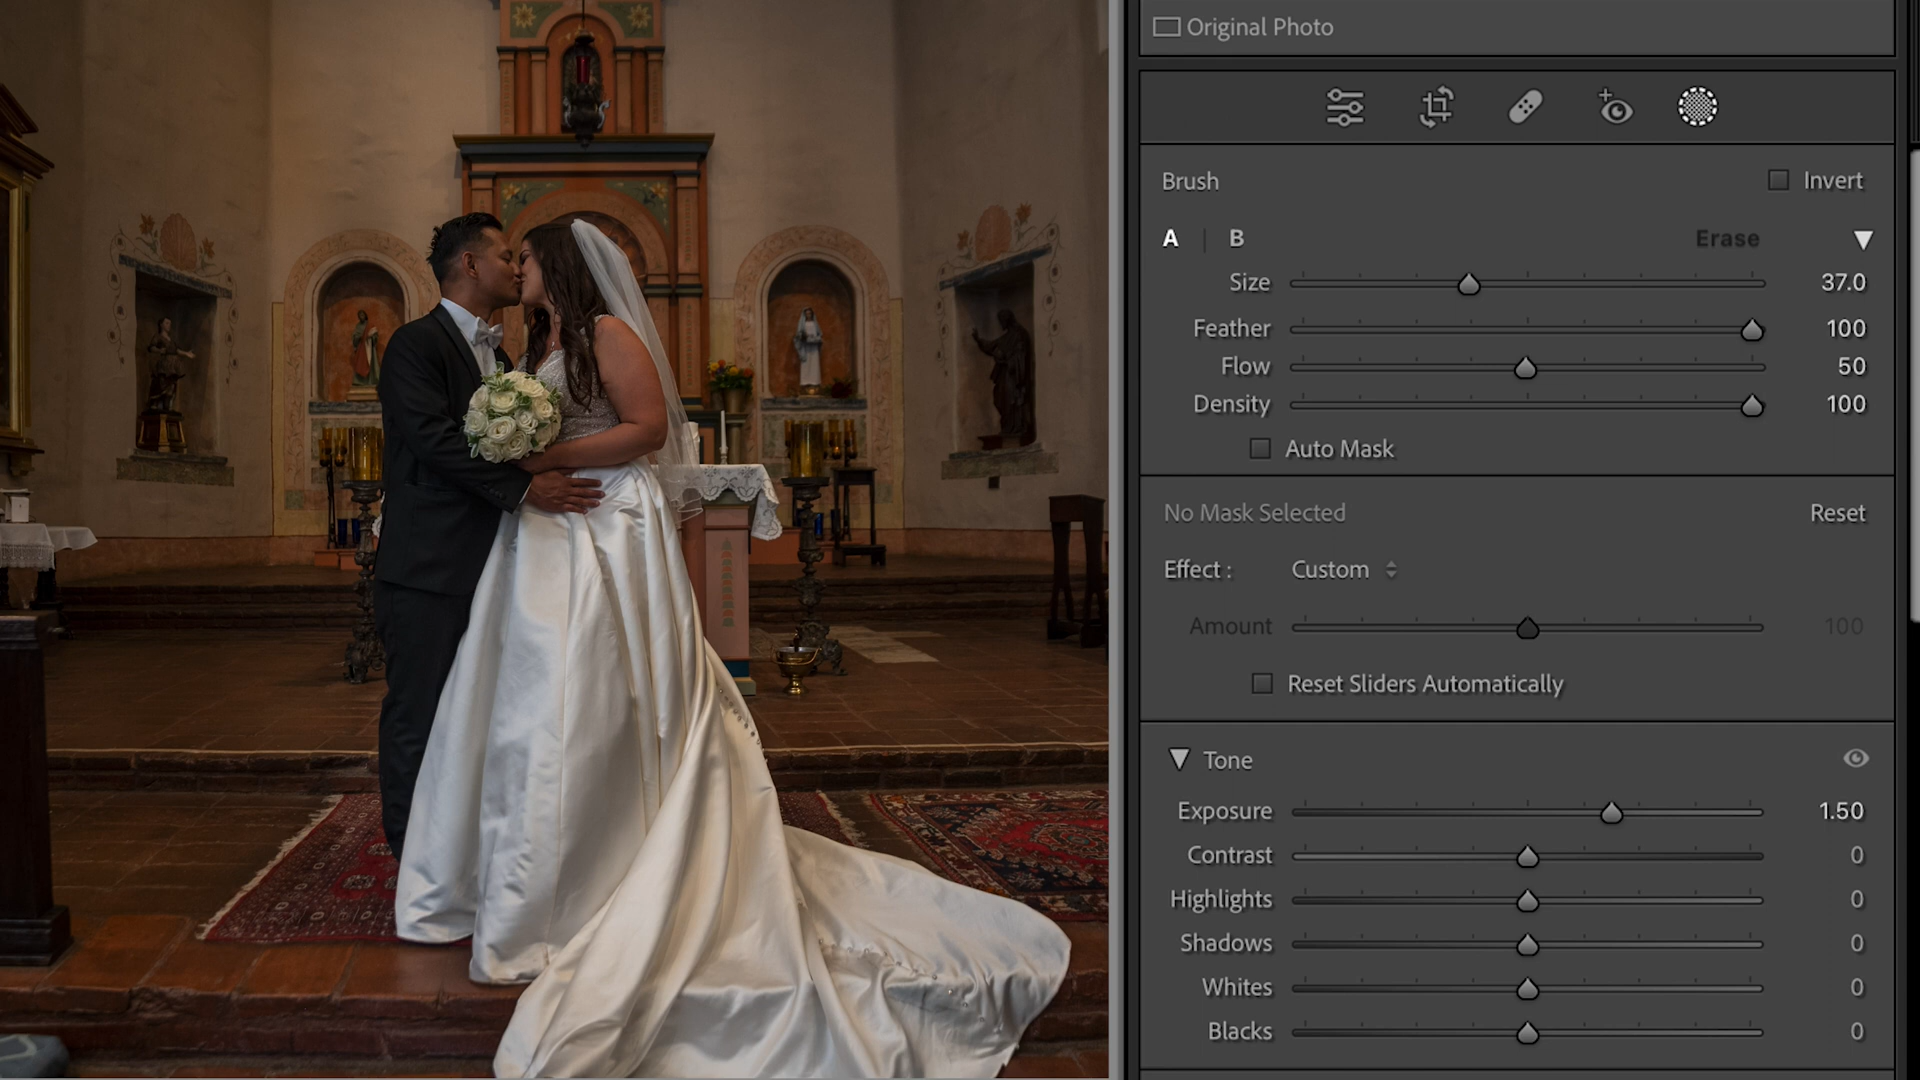 Original Photo
Brush Invert
A | B Erase
Size 37.0
Feather 100
Flow 50
Density 100
Auto Mask
No Mask Selected Reset
Effect : Custom
Amount 100
Reset Sliders Automatically
Tone
Exposure 1.50
Contrast 0
Highlights 0
Shadows 0
Whites 0
Blacks 0